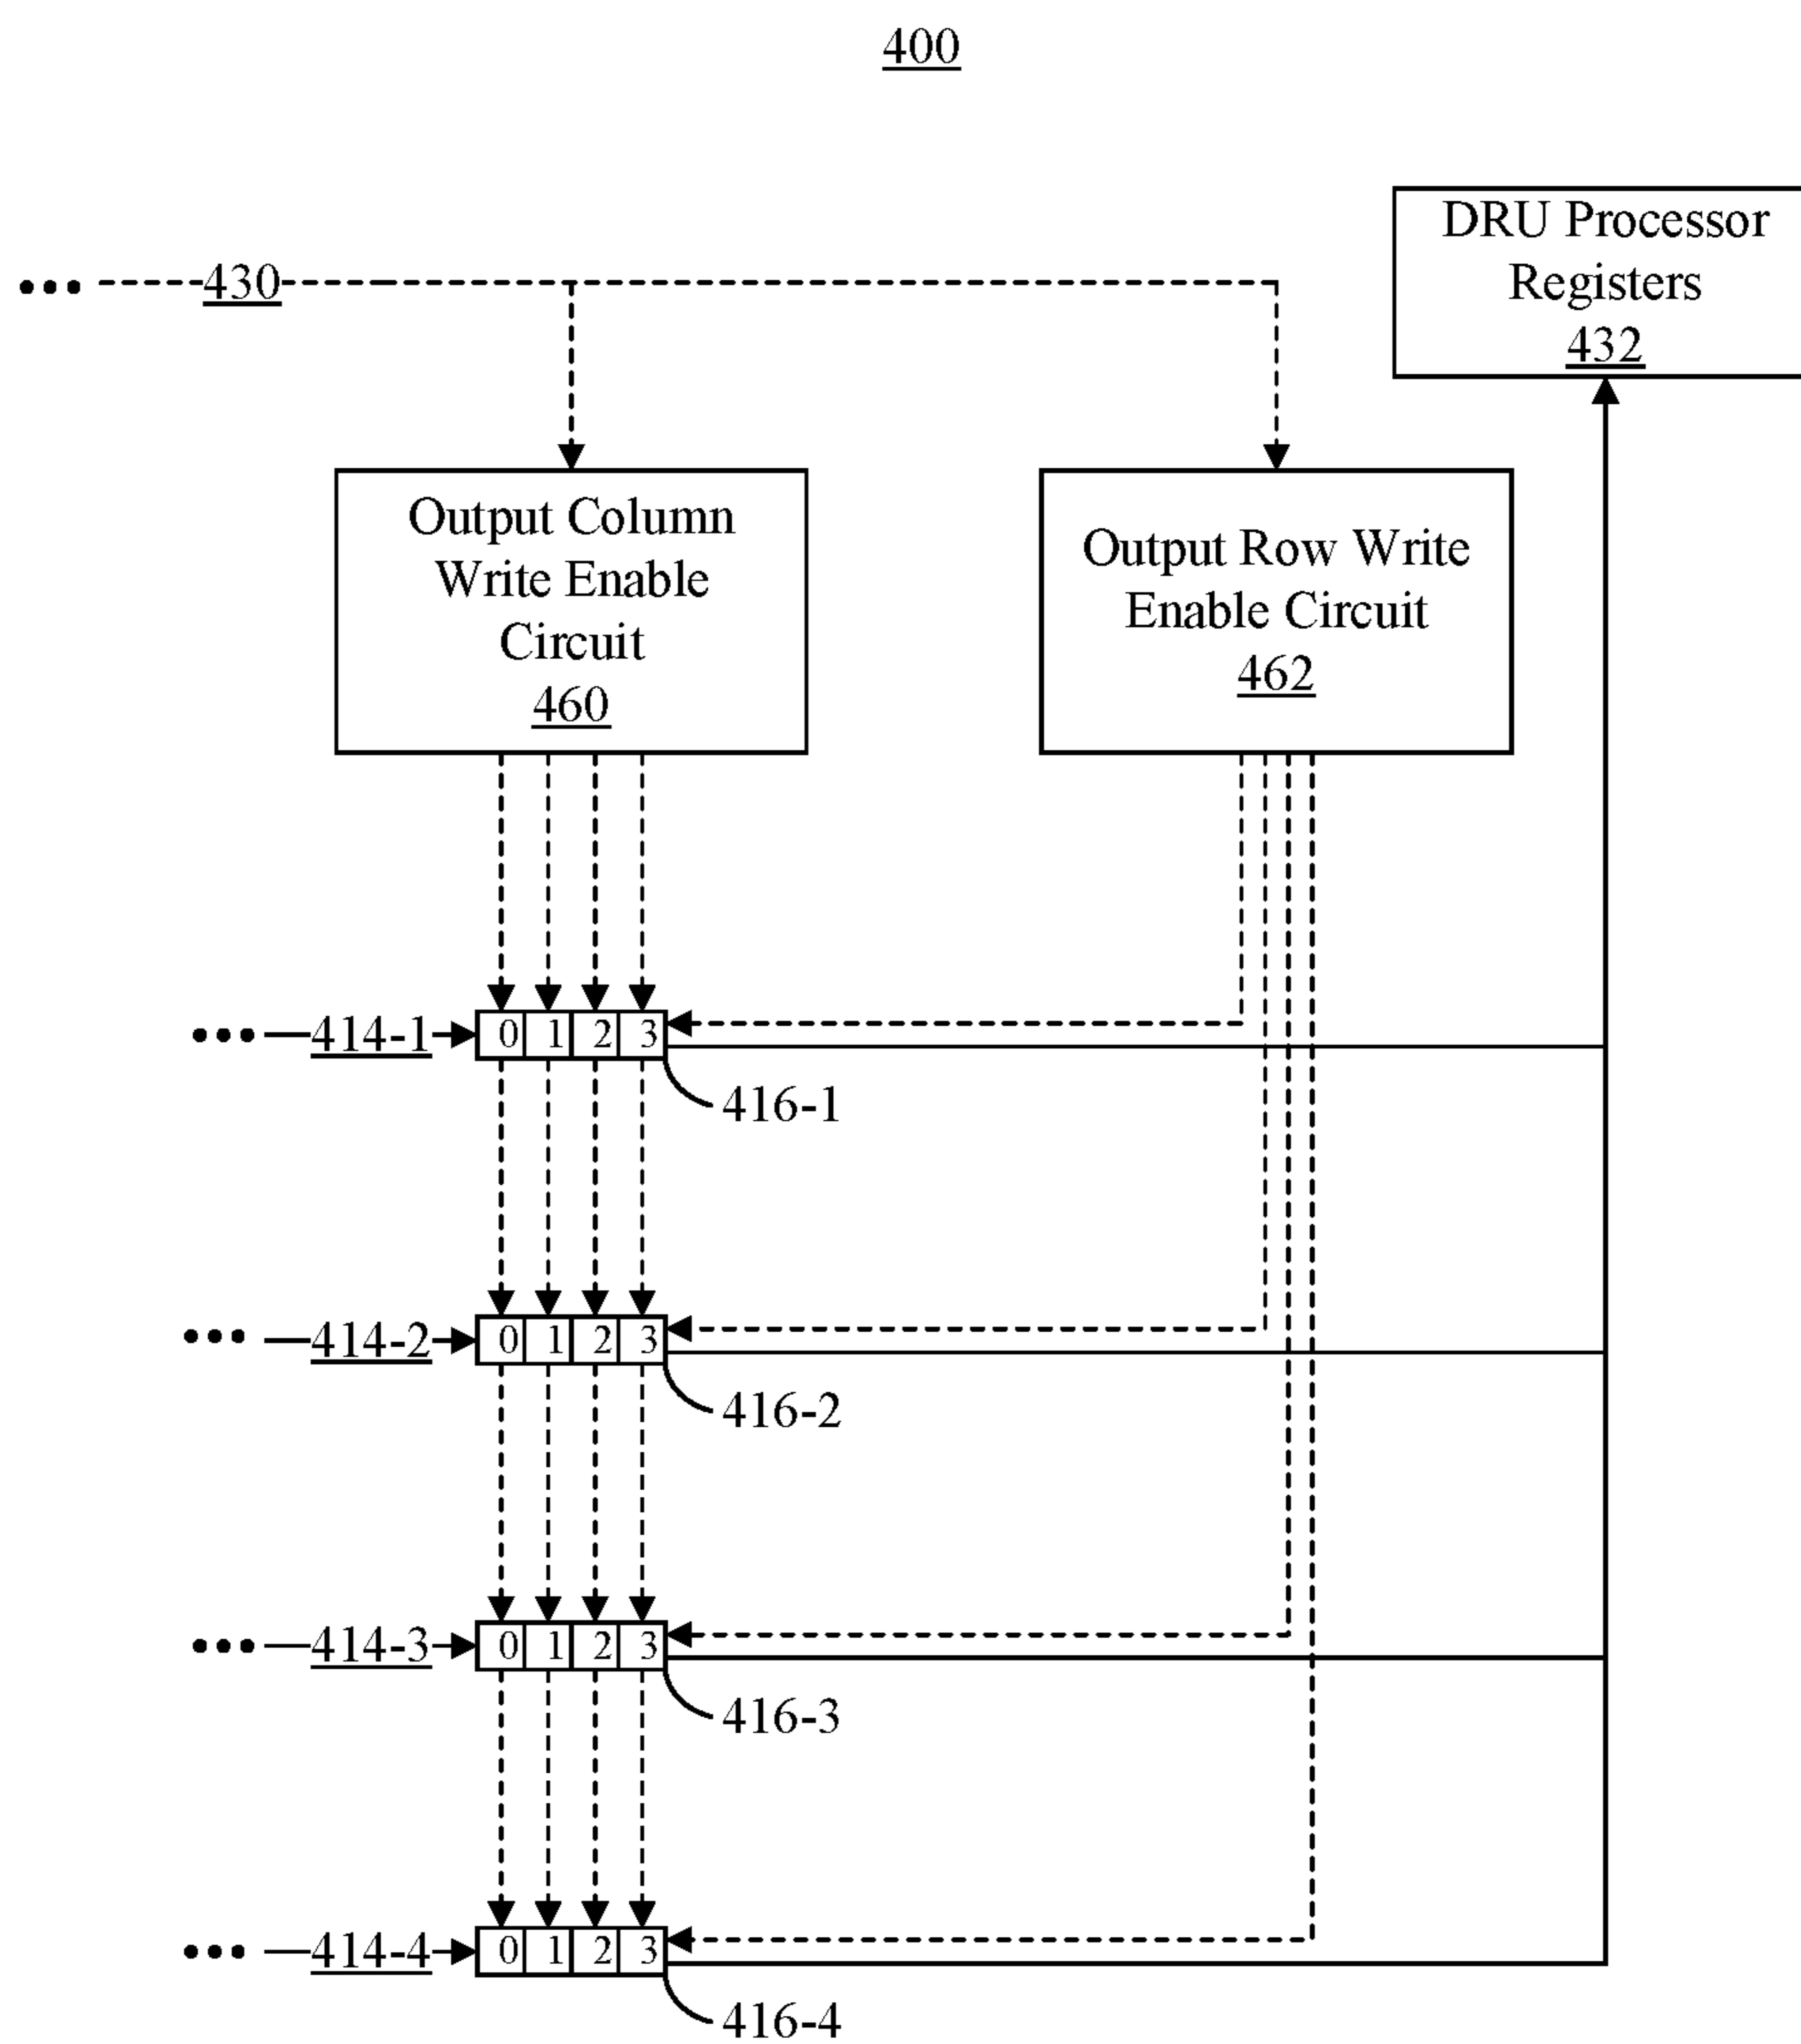 400
DRU Processor
Registers
432
430
Output Column
Write Enable
Circuit
460
Output Row Write
Enable Circuit
462
414-1
0 1 2 3
416-1
414-2
0 1 2 3
416-2
414-3
0 1 2 3
416-3
414-4
0 1 2 3
416-4